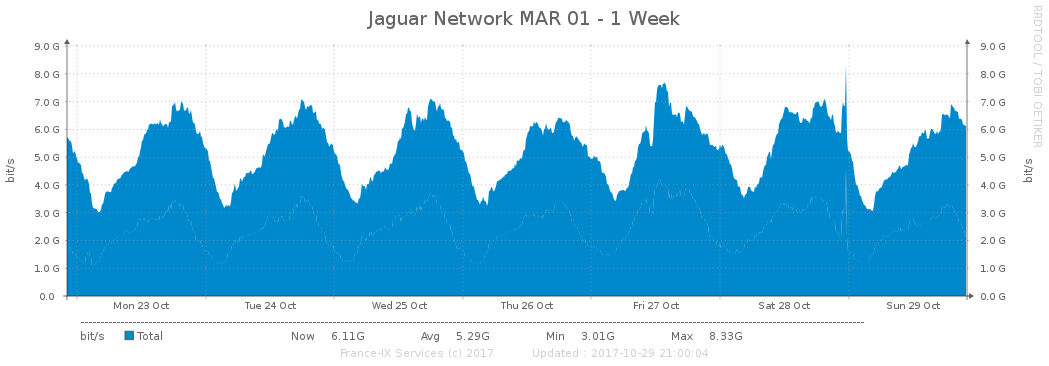 Jaguar Network MAR 01 - 1 Week
RRDTOOL / TOBI OETIKER
bit/s
9.0 G 9.0 G
8.0 G 8.0 G
7.0 G 7.0 G
6.0 G 6.0 G
5.0 G 5.0 G
4.0 G 4.0 G
3.0 G 3.0 G
2.0 G 2.0 G
1.0 G 1.0 G
0.0 0.0 G
bit/s
Mon 23 Oct Tue 24 Oct Wed 25 Oct Thu 26 Oct Fri 27 Oct Sat 28 Oct Sun 29 Oct
bit/s Total Now 6.11G Avg 5.29G Min 3.01G Max 8.33G
France-IX Services (c) 2017 Updated : 2017-10-29 21:00:04